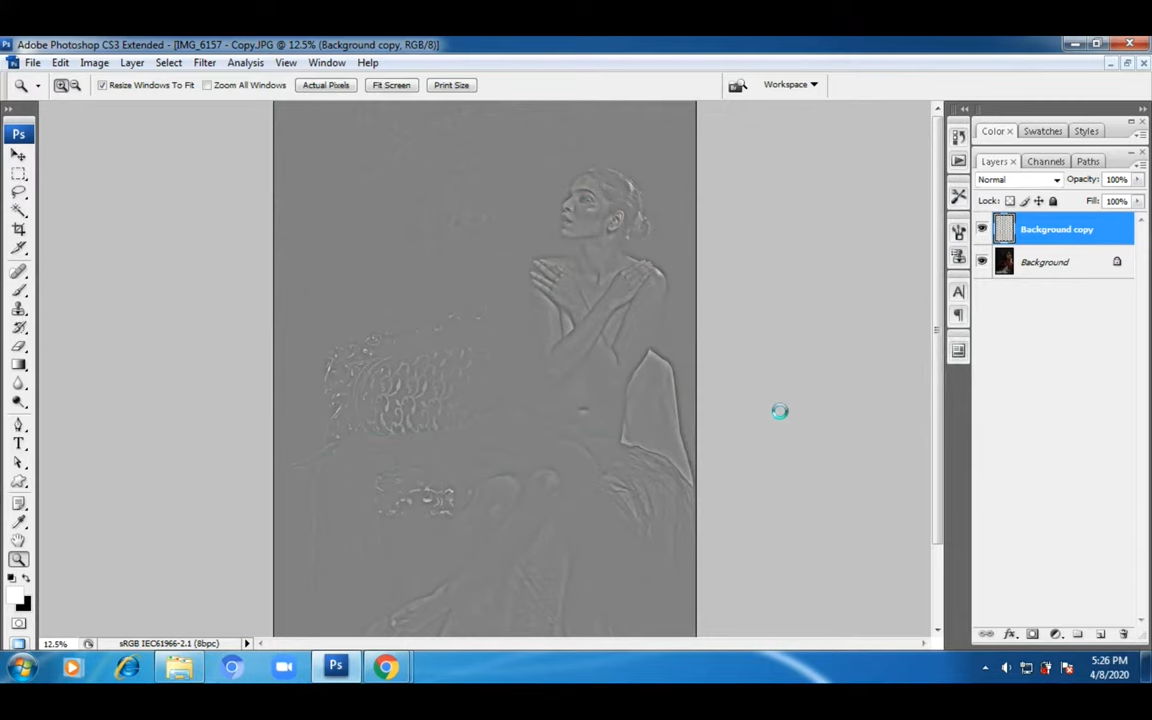 Ps Adobe Photoshop CS3 Extended - [IMG_6157 - Copy.JPG @ 12.5% (Background copy, RGB/8)]
File Edit Image Layer Select Filter Analysis View Window Help
Resize Windows To Fit Zoom All Windows Actual Pixels Fit Screen Print Size Workspace
Ps
Color Swatches Styles
Layers Channels Paths
Normal Opacity: 100%
Lock: Fill: 100%
Background copy
Background
A
T
12.5% sRGB IEC61966-2.1 (8bpc)
Ps
5:26 PM
4/8/2020